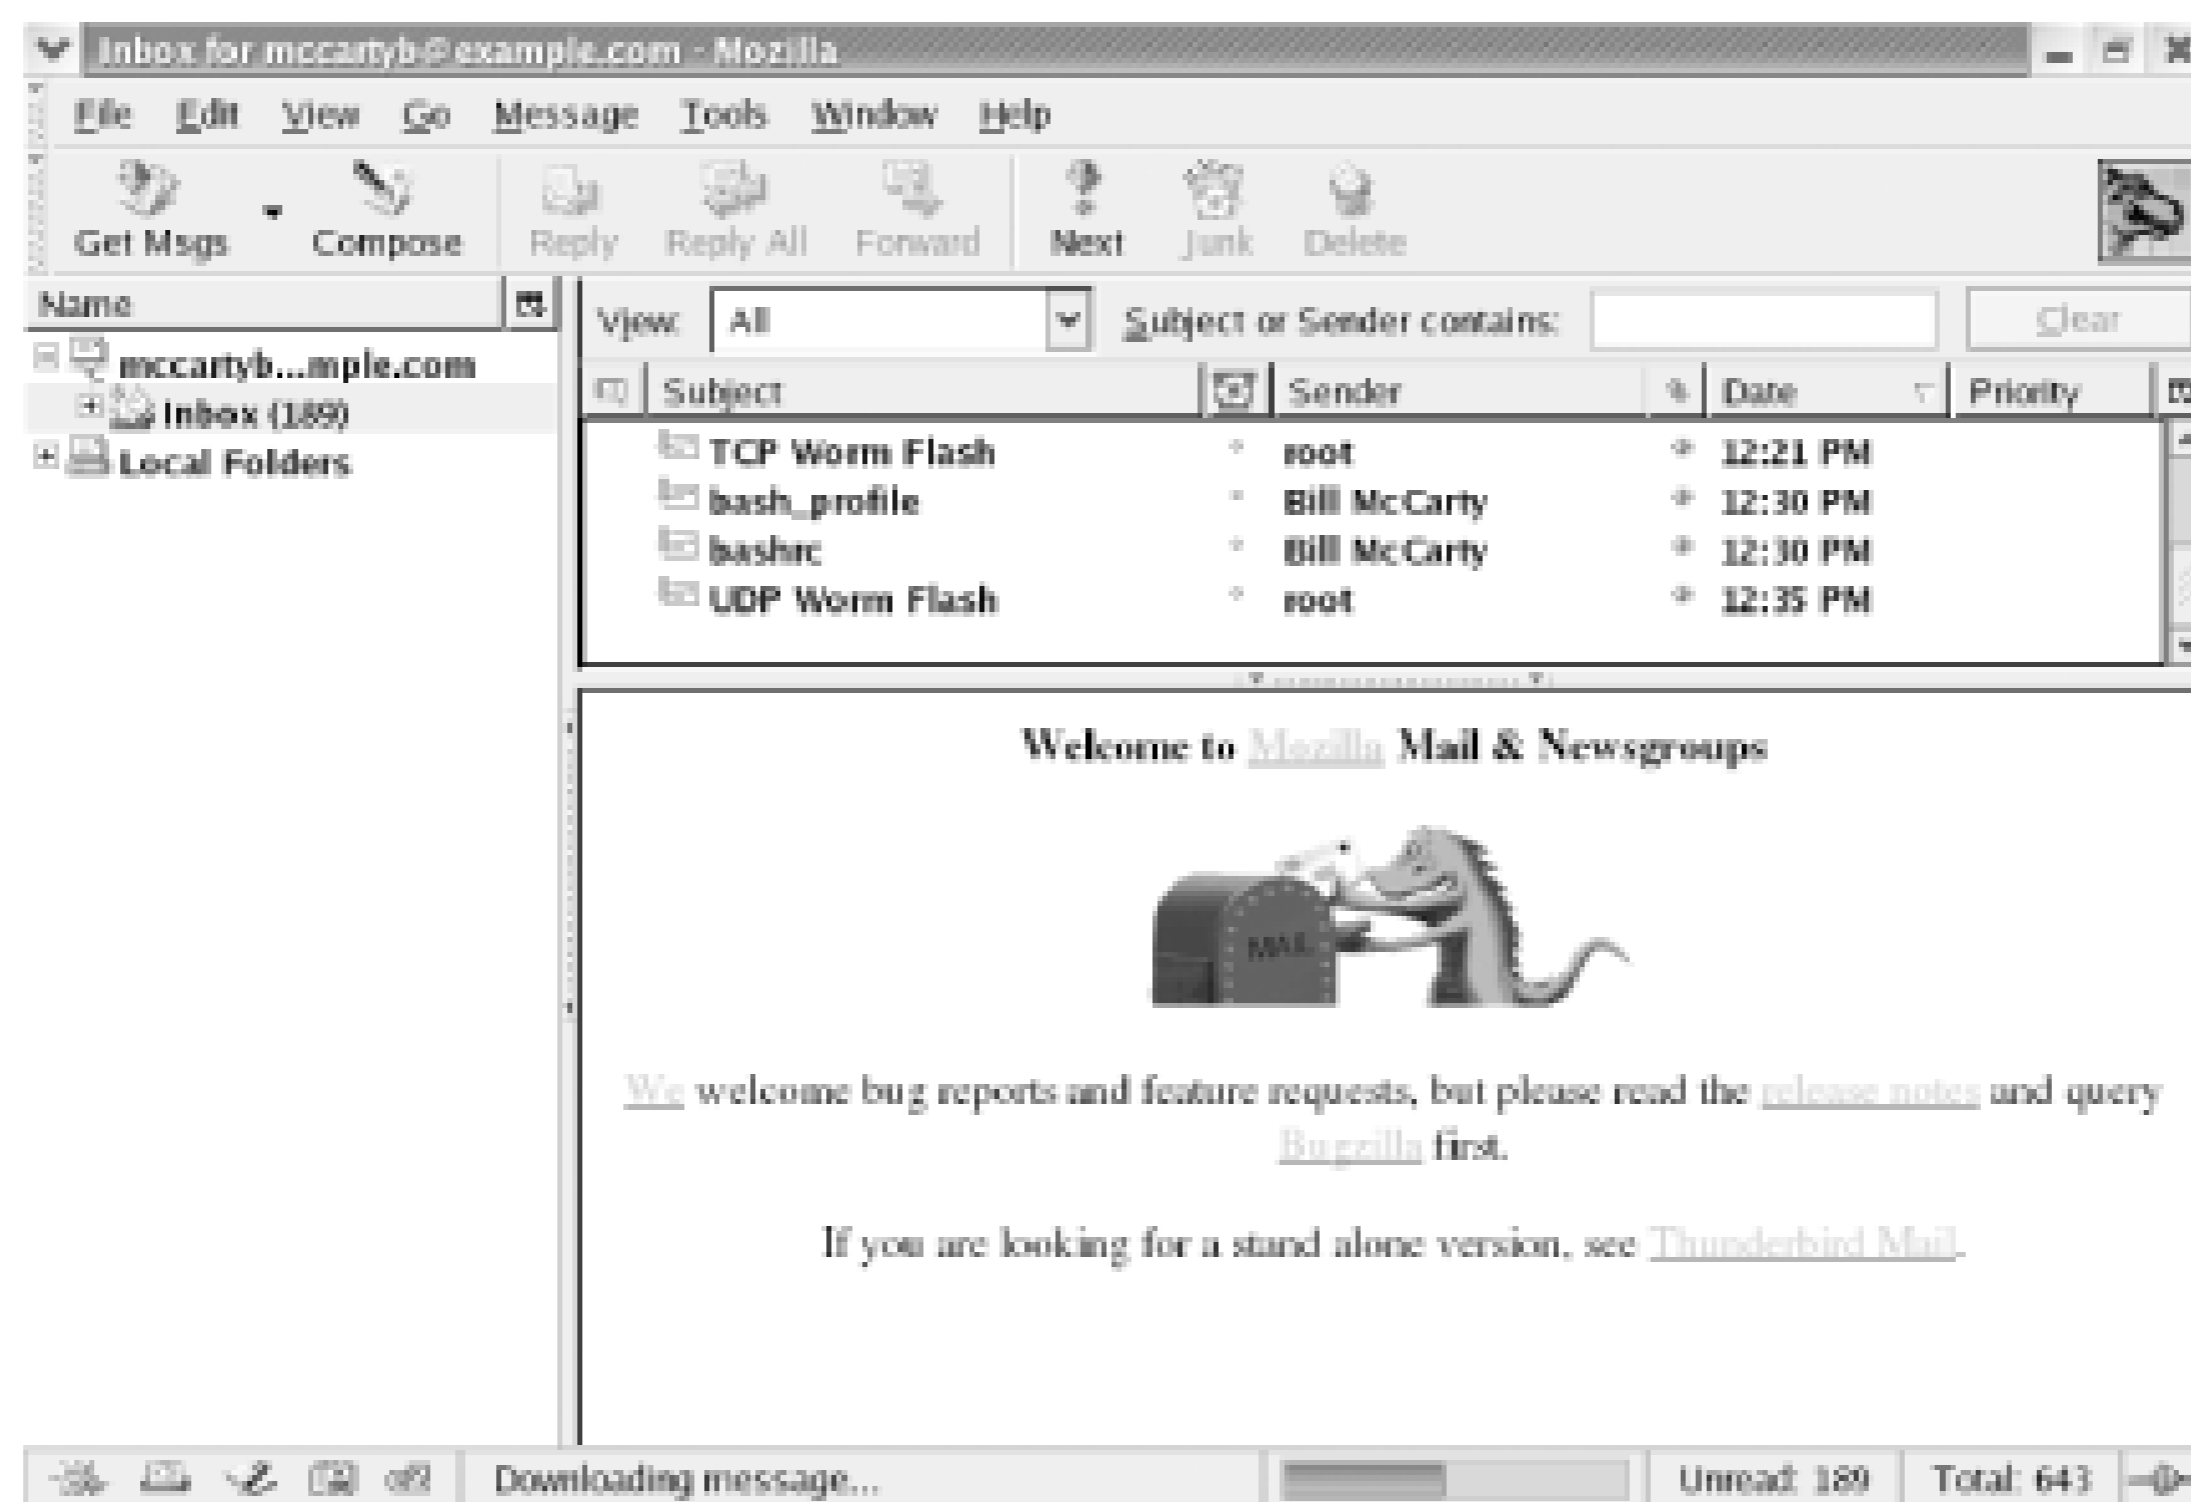 Inbox for mccartyb@example.com - Mozilla
File Edit View Go Message Tools Window Help
Get Msgs Compose Reply Reply All Forward Next Junk Delete
Name
View: All Subject or Sender contains: Clear
mccartyb...mple.com
Inbox (189)
Local Folders
Subject Sender Date Priority
TCP Worm Flash root 12:21 PM
bash_profile Bill McCarty 12:30 PM
bashrc Bill McCarty 12:30 PM
UDP Worm Flash root 12:35 PM
Welcome to Mozilla Mail & Newsgroups
MAIL
We welcome bug reports and feature requests, but please read the release notes and query
Bugzilla first.
If you are looking for a stand alone version, see Thunderbird Mail.
Downloading message... Unread: 189 Total: 643